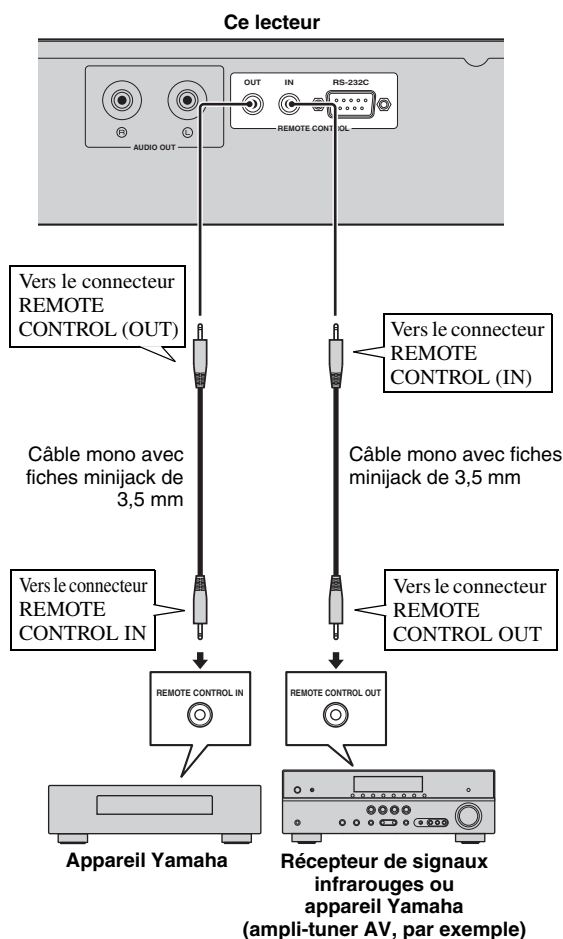 Ce lecteur
OUT IN RS-232C
R L
REMOTE CONTROL
AUDIO OUT
Vers le connecteur
REMOTE
CONTROL (OUT)
Vers le connecteur
REMOTE
CONTROL (IN)
Câble mono avec
fiches minijack de
3,5 mm
Câble mono avec fiches
minijack de 3,5 mm
Vers le connecteur
REMOTE
CONTROL IN
Vers le connecteur
REMOTE
CONTROL OUT
REMOTE CONTROL IN
REMOTE CONTROL OUT
Appareil Yamaha
Récepteur de signaux
infrarouges ou
appareil Yamaha
(ampli-tuner AV, par exemple)